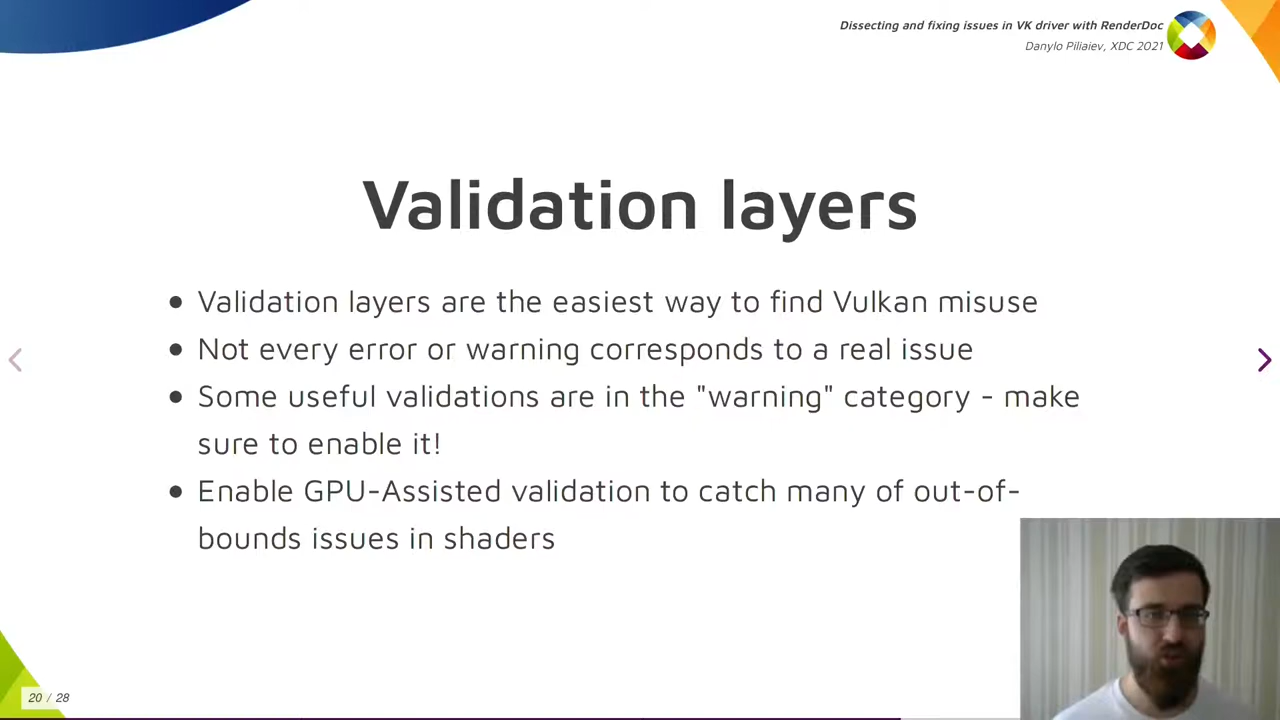 Dissecting and fixing issues in VK driver with RenderDoc
Danylo Piliaiev, XDC 2021
Validation layers
• Validation layers are the easiest way to find Vulkan misuse
• Not every error or warning corresponds to a real issue
• Some useful validations are in the "warning" category - make
sure to enable it!
• Enable GPU-Assisted validation to catch many of out-of-
bounds issues in shaders
20 / 28